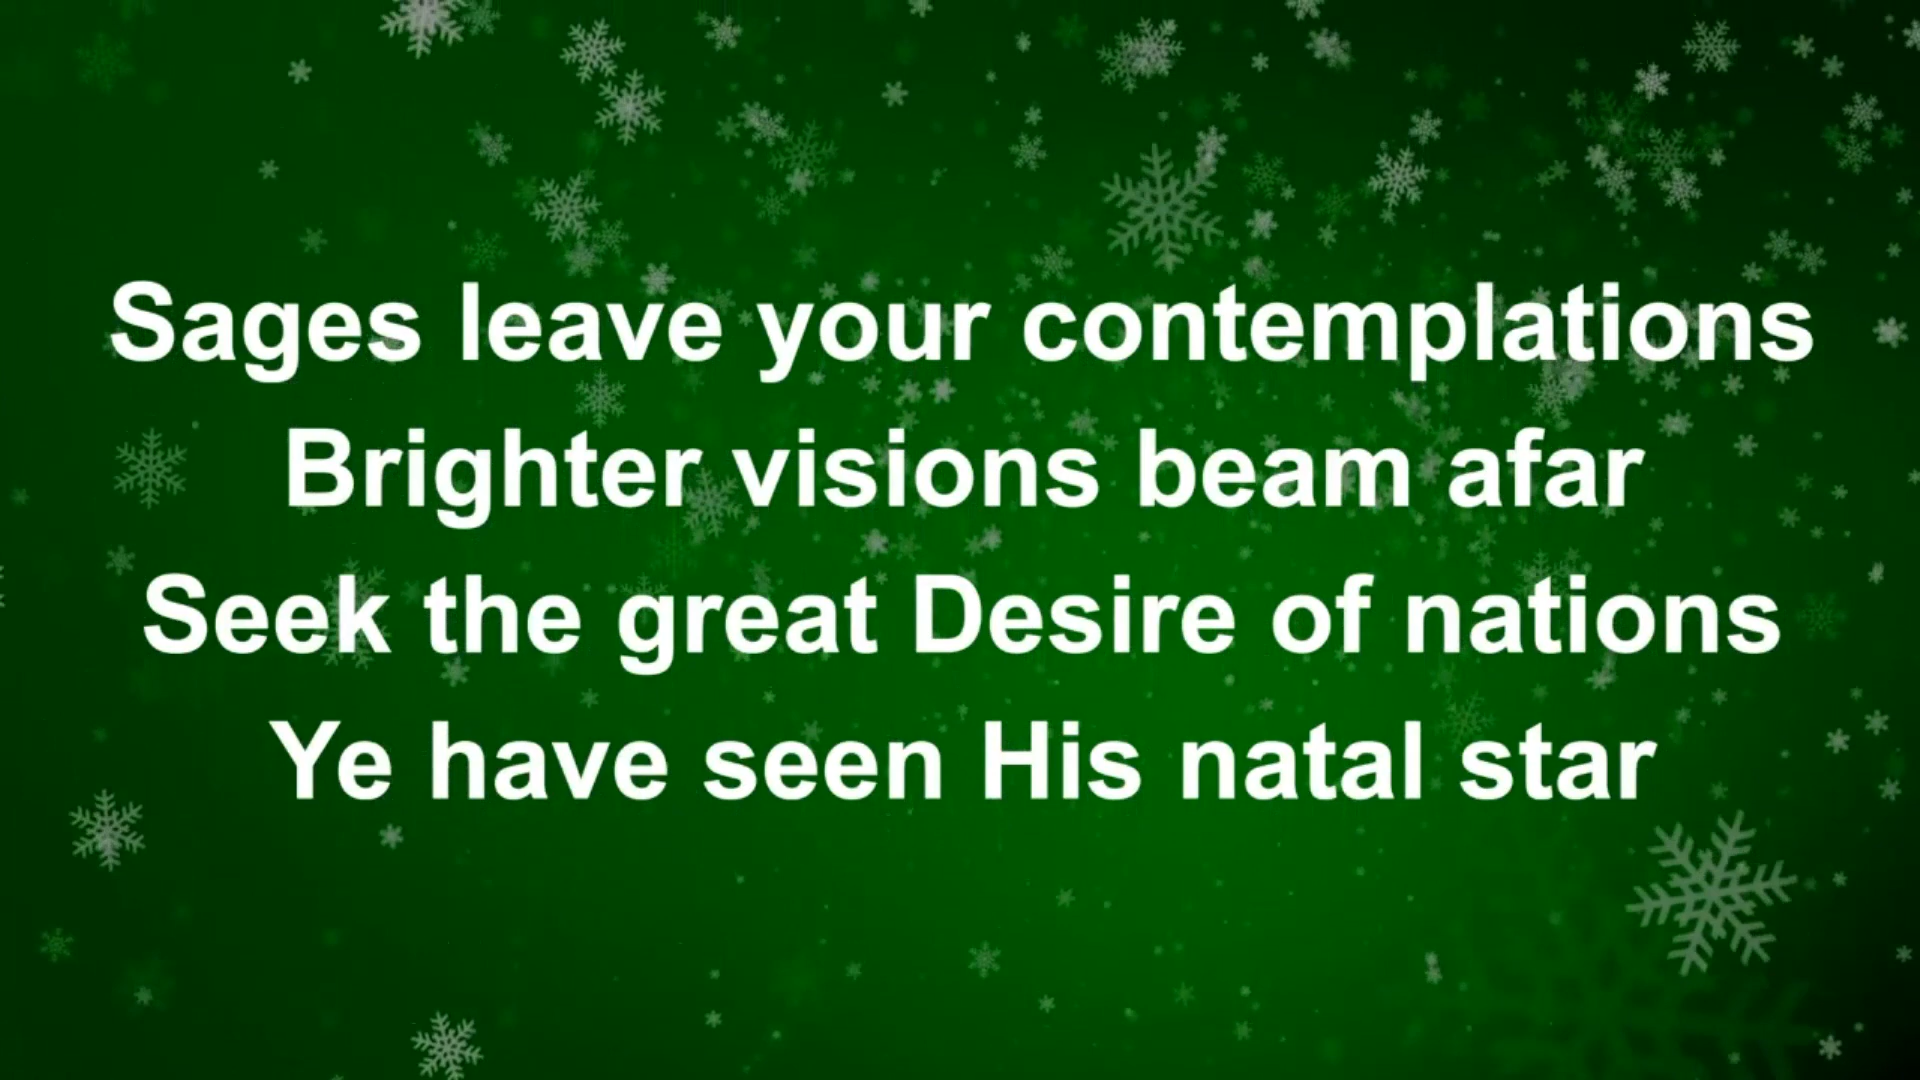 Sages leave your contemplations
Brighter visions beam afar
Seek the great Desire of nations
Ye have seen His natal star